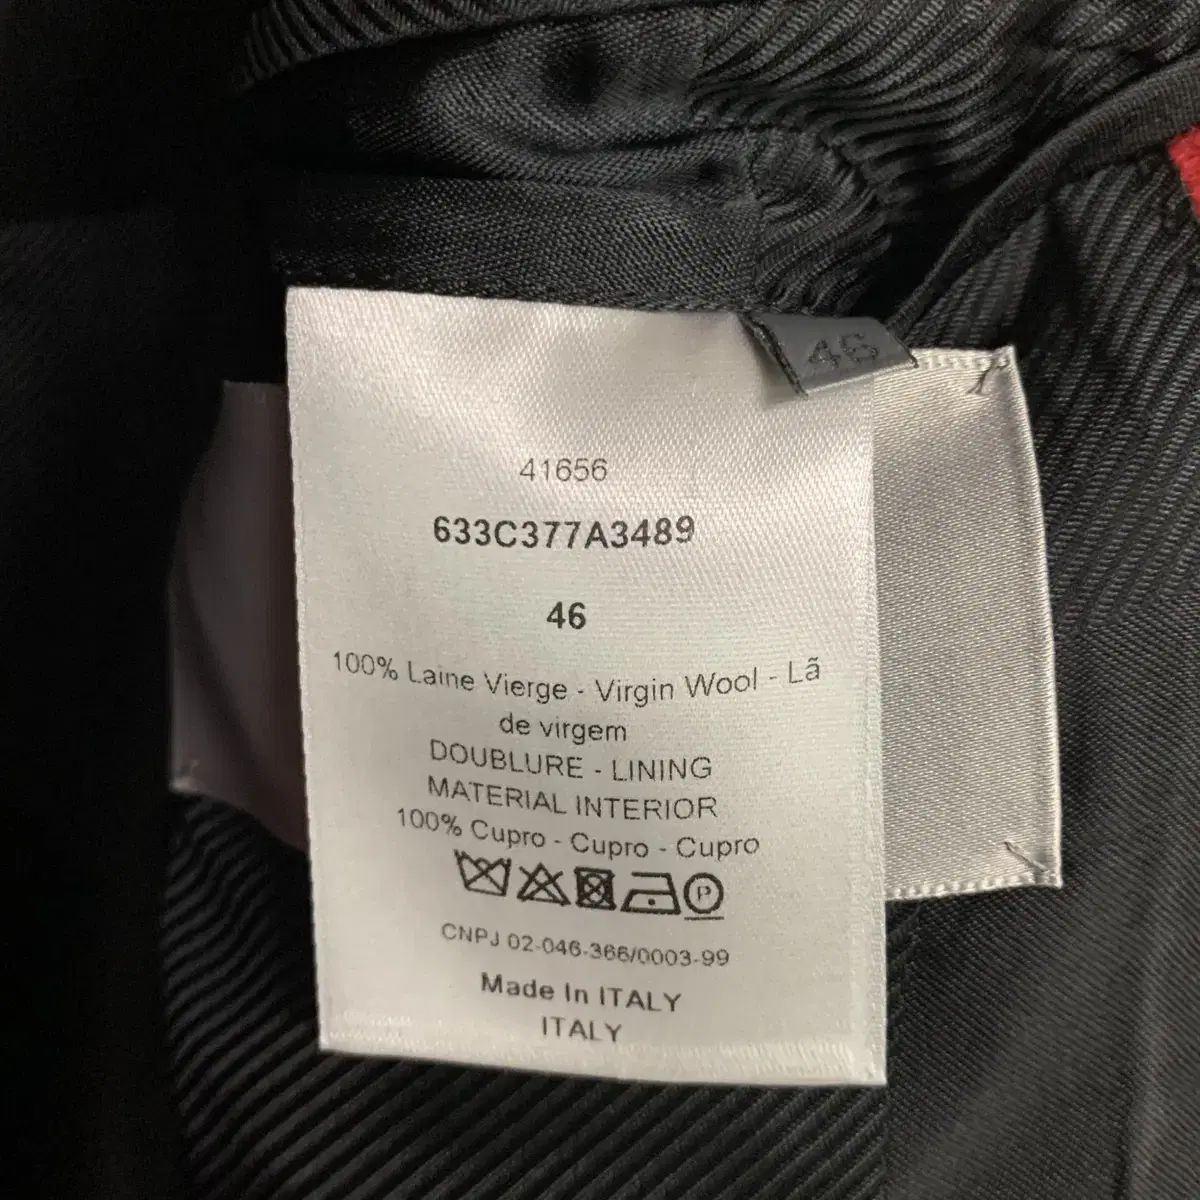 46
41656
633C377A3489
46
100% Laine Vierge - Virgin Wool - Lã
de virgem
DOUBLURE - LINING
MATERIAL INTERIOR
100% Cupro - Cupro - Cupro
P
CNPJ 02-046-366/0003-99
Made In ITALY
ITALY